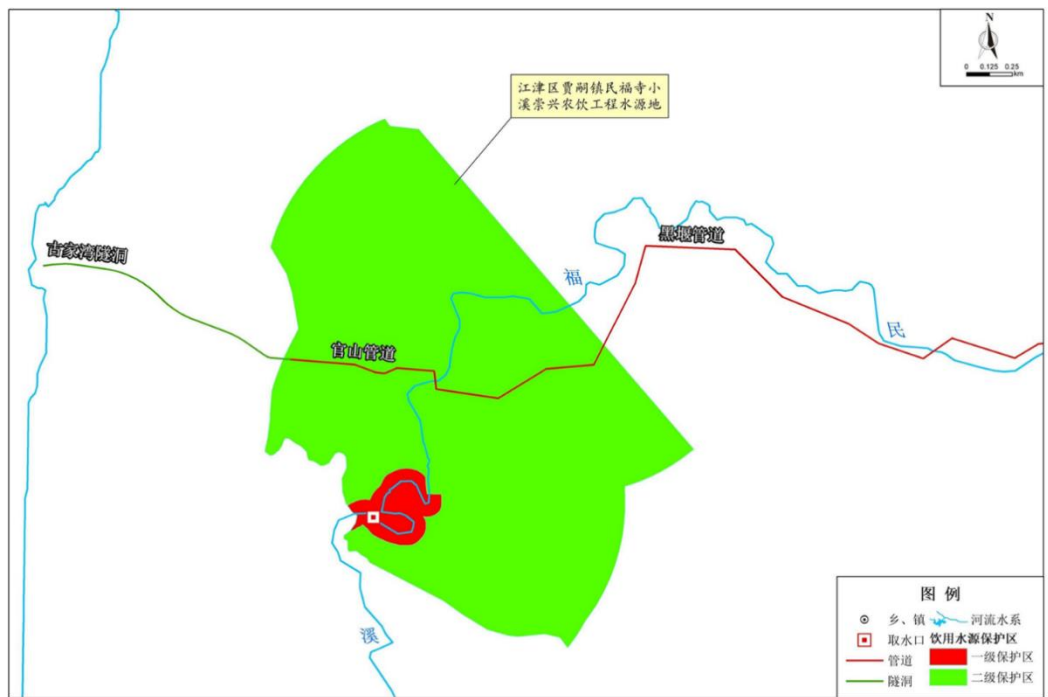 N
0 0.125 0.25
km
江津区贾嗣镇民福寺小
溪崇兴农饮工程水源地
古家湾隧洞
黑堰管道
福
民
官山管道
溪
图例
乡、镇 河流水系
取水口 饮用水源保护区
管道 一级保护区
隧洞 二级保护区